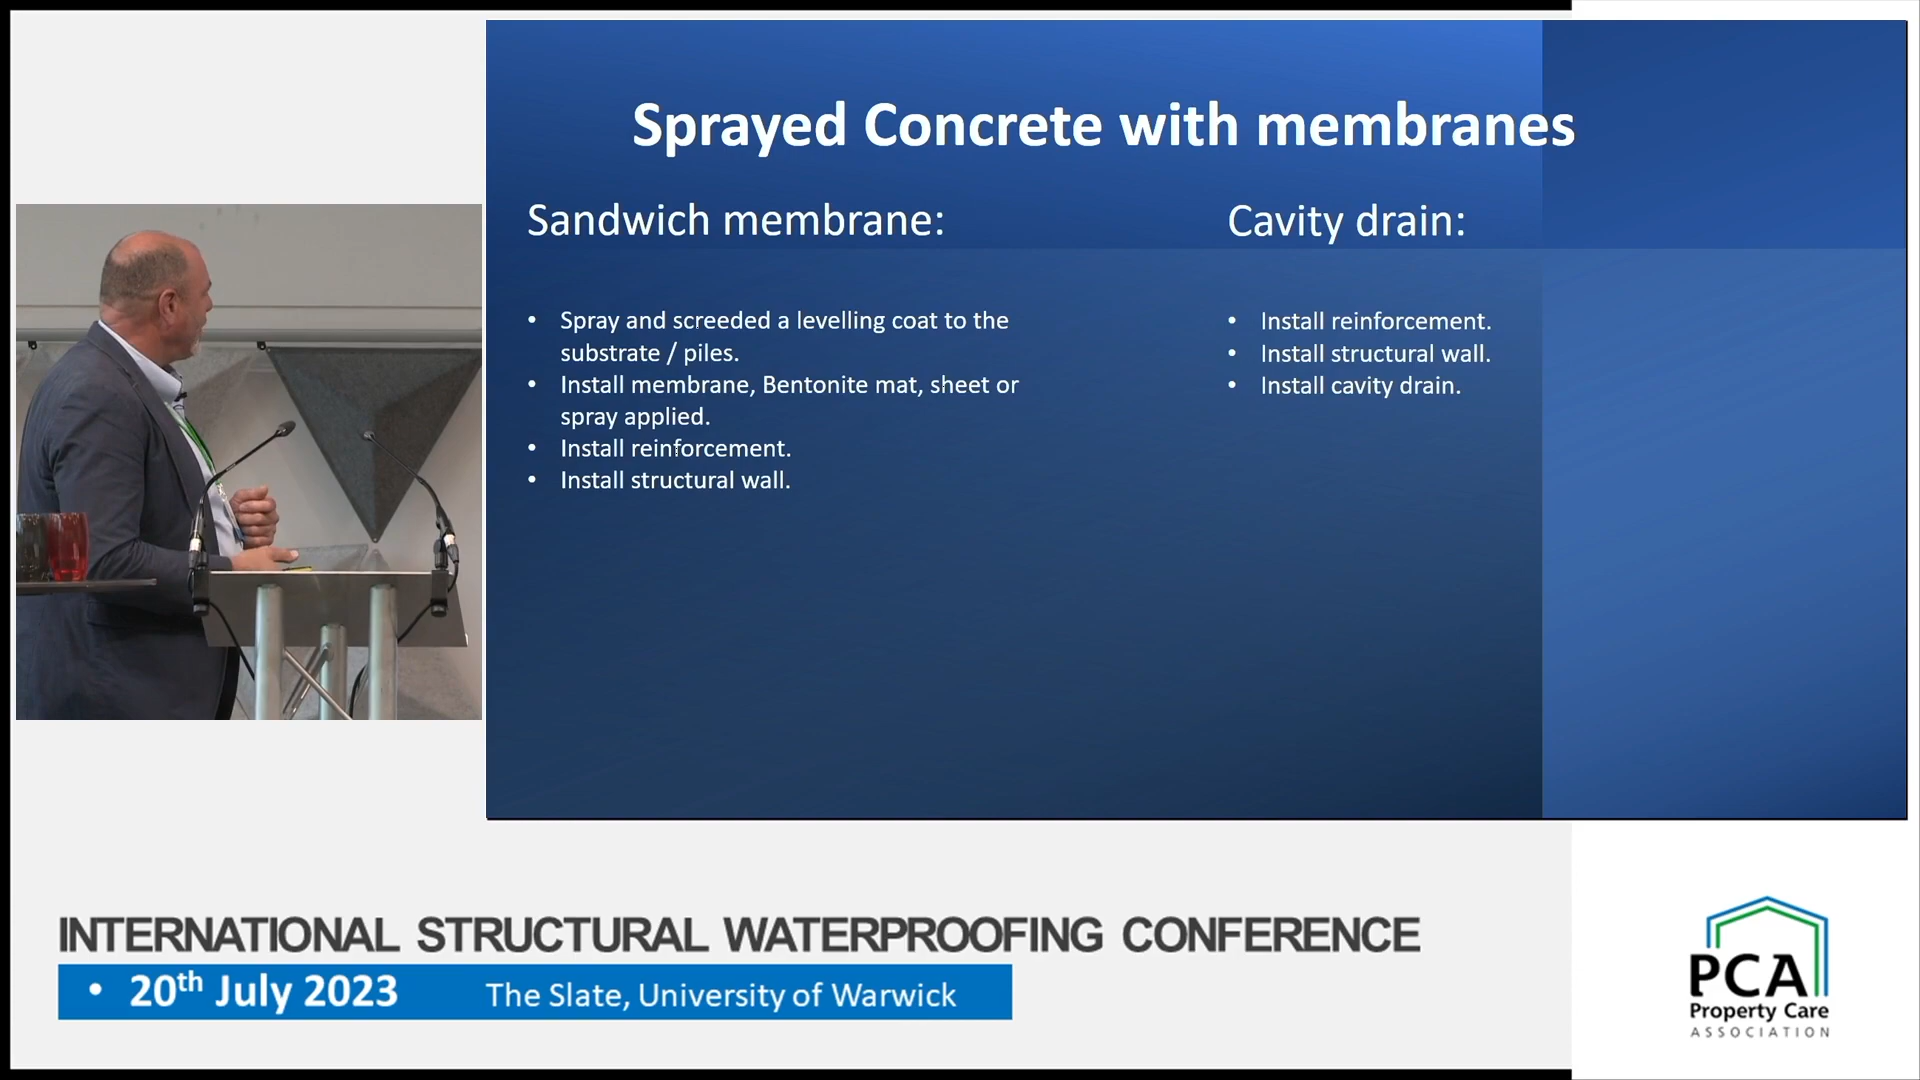 Sprayed Concrete with membranes
Sandwich membrane:
• Spray and screeded a levelling coat to the
substrate / piles.
• Install membrane, Bentonite mat, sheet or
spray applied.
• Install reinforcement.
• Install structural wall.
Cavity drain:
• Install reinforcement.
• Install structural wall.
• Install cavity drain.
INTERNATIONAL STRUCTURAL WATERPROOFING CONFERENCE
• 20th July 2023 The Slate, University of Warwick
PCA
Property Care
ASSOCIATION